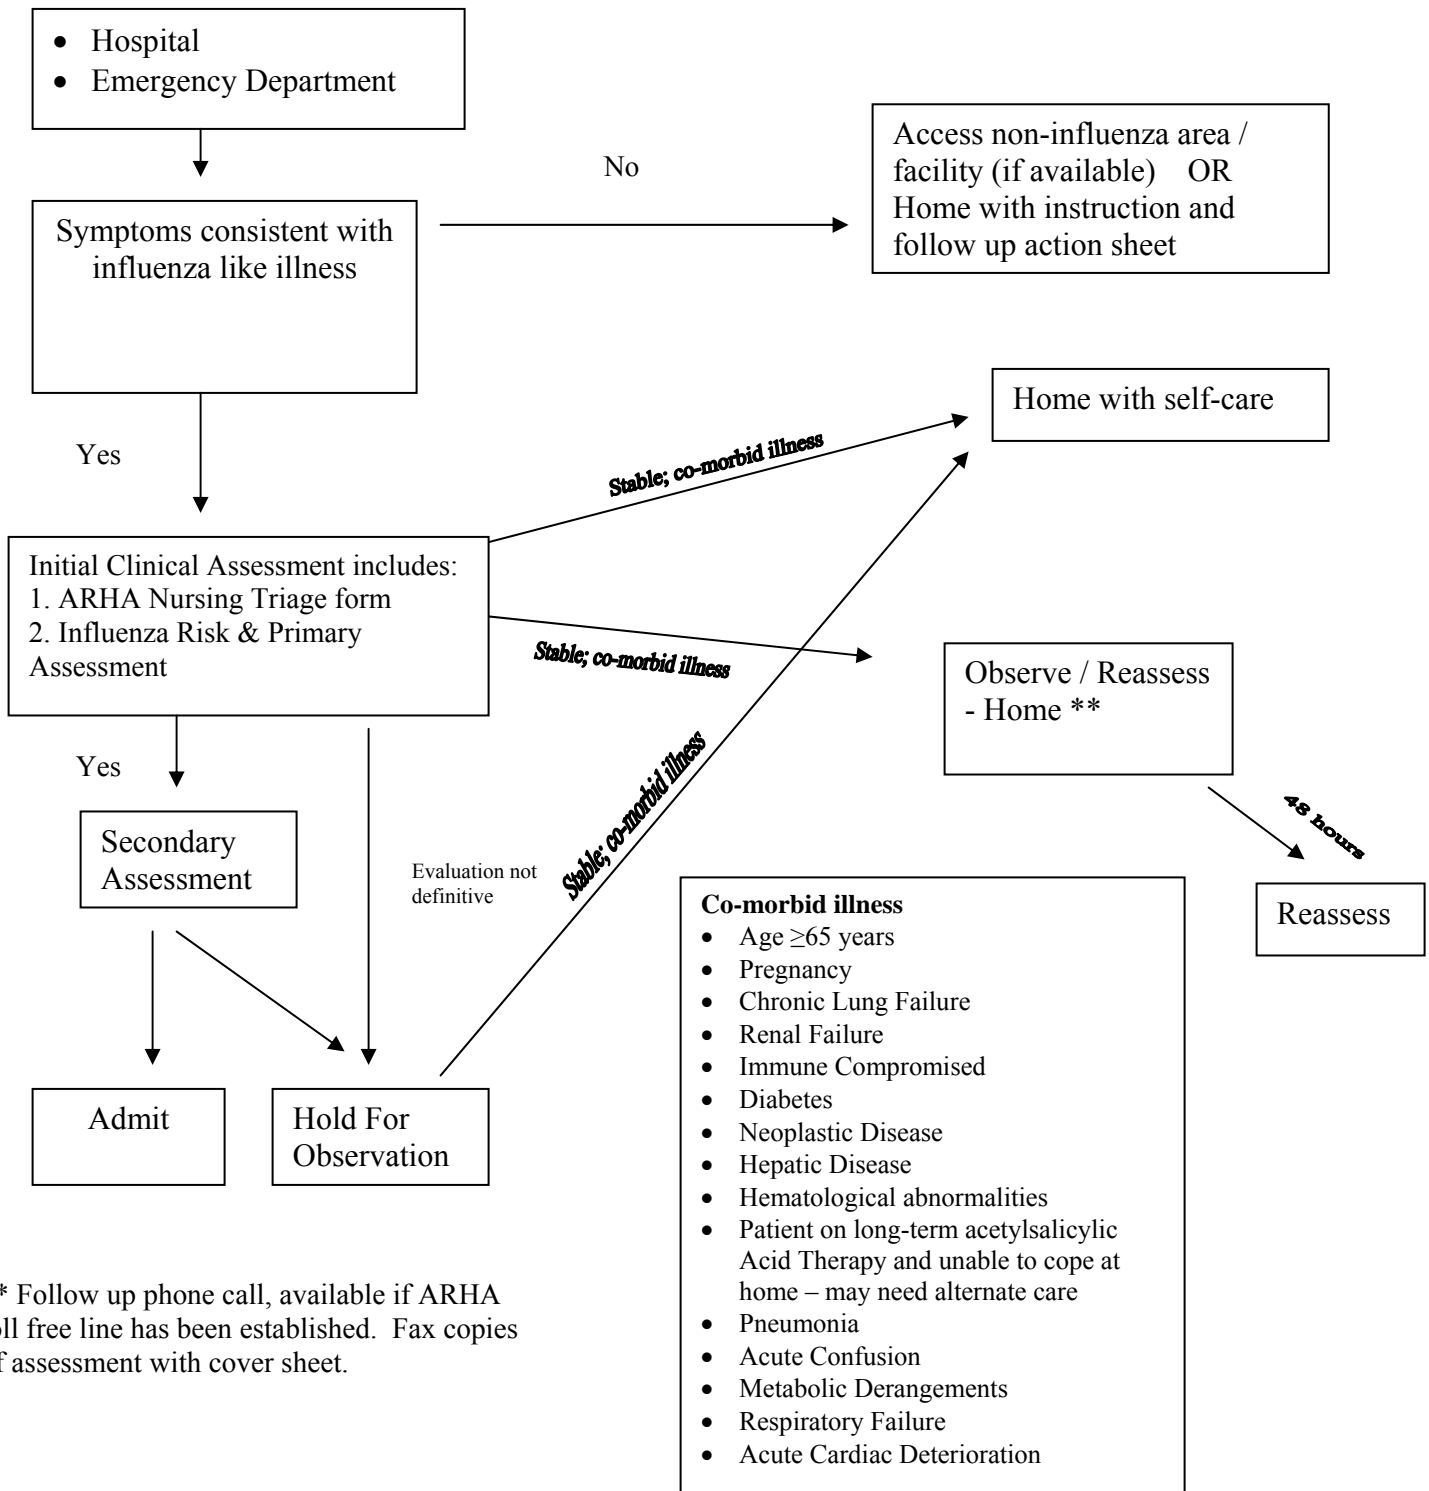 • Hospital
• Emergency Department
No
Access non-influenza area /
facility (if available) OR
Home with instruction and
follow up action sheet
Symptoms consistent with
influenza like illness
Home with self-care
Yes
Stable; co-morbid illness
Initial Clinical Assessment includes:
1. ARHA Nursing Triage form
2. Influenza Risk & Primary
Assessment
Stable; co-morbid illness
Observe / Reassess
- Home **
Yes
Stable; co-morbid illness
48 hours
Secondary
Assessment
Evaluation not
definitive
Reassess
Admit
Hold For
Observation
Co-morbid illness
• Age ≥65 years
• Pregnancy
• Chronic Lung Failure
• Renal Failure
• Immune Compromised
• Diabetes
• Neoplastic Disease
• Hepatic Disease
• Hematological abnormalities
• Patient on long-term acetylsalicylic
Acid Therapy and unable to cope at
home – may need alternate care
• Pneumonia
• Acute Confusion
• Metabolic Derangements
• Respiratory Failure
• Acute Cardiac Deterioration
* Follow up phone call, available if ARHA
oll free line has been established. Fax copies
f assessment with cover sheet.